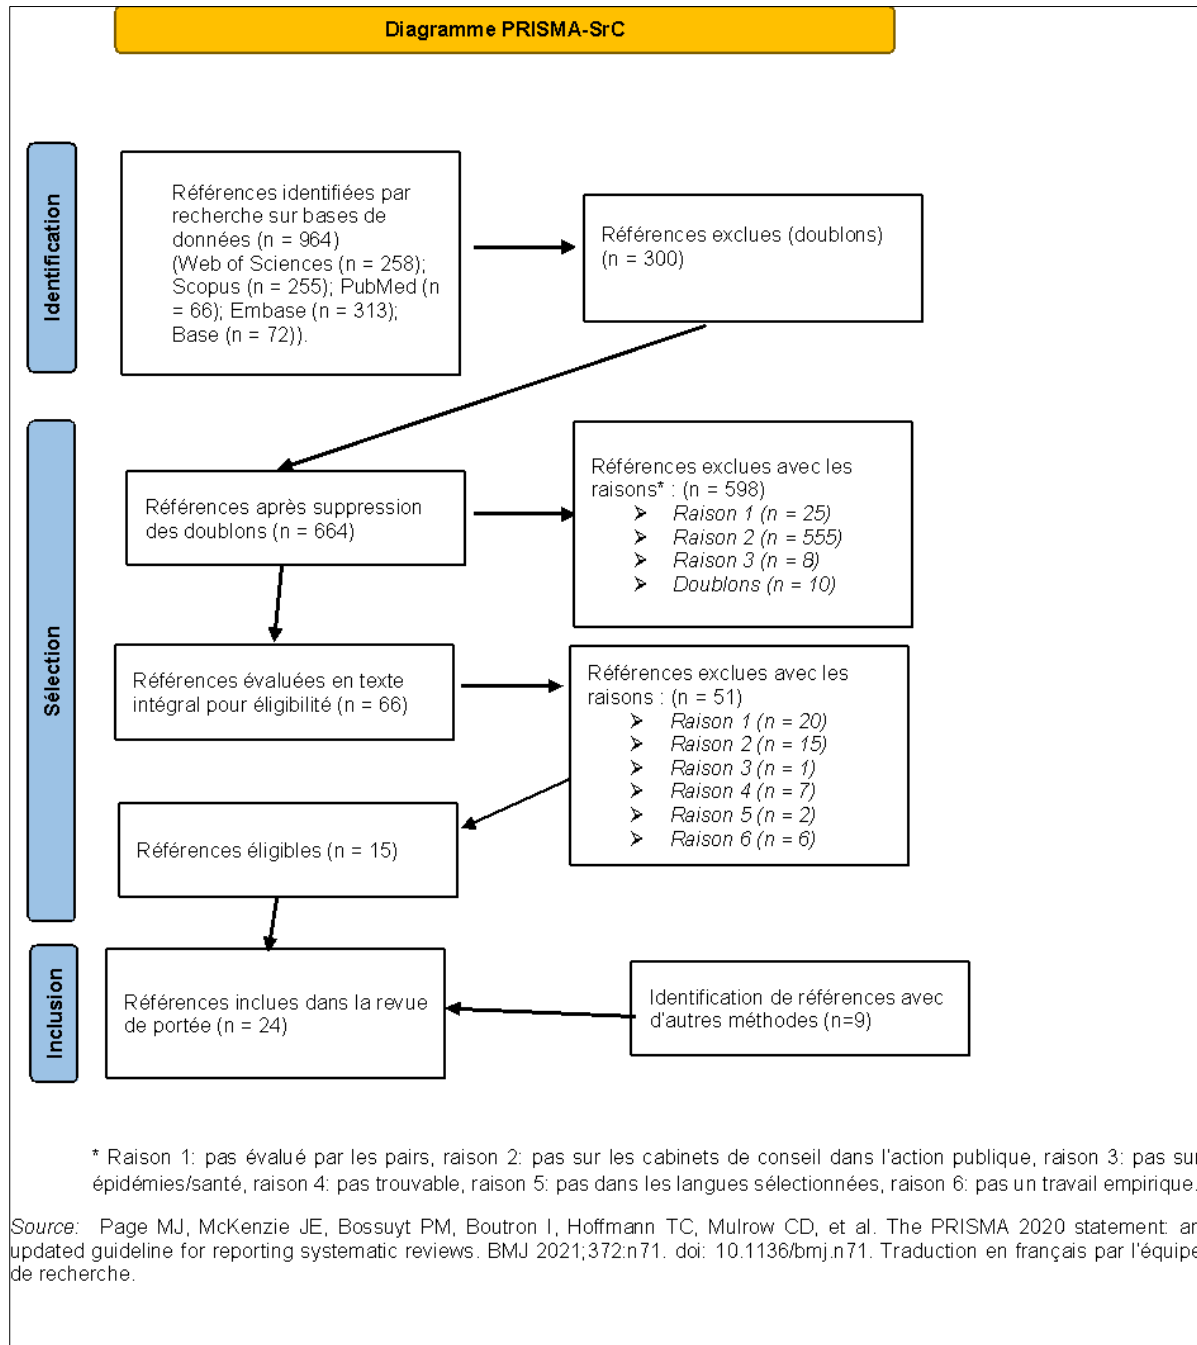 Diagramme PRISMA-SrC
Identification
Références identifiées par
recherche sur bases de
données (n = 964)
(Web of Sciences (n = 258);
Scopus (n = 255); PubMed (n
= 66); Embase (n = 313);
Base (n = 72)).
Références exclues (doublons)
(n = 300)
Sélection
Références après suppression
des doublons (n = 664)
Références exclues avec les
raisons* : (n = 598)
➢ Raison 1 (n = 25)
➢ Raison 2 (n = 555)
➢ Raison 3 (n = 8)
➢ Doublons (n = 10)
Références évaluées en texte
intégral pour éligibilité (n = 66)
Références exclues avec les
raisons : (n = 51)
➢ Raison 1 (n = 20)
➢ Raison 2 (n = 15)
➢ Raison 3 (n = 1)
➢ Raison 4 (n = 7)
➢ Raison 5 (n = 2)
➢ Raison 6 (n = 6)
Références éligibles (n = 15)
Inclusion
Références inclues dans la revue
de portée (n = 24)
Identification de références avec
d'autres méthodes (n=9)
* Raison 1: pas évalué par les pairs, raison 2: pas sur les cabinets de conseil dans l'action publique, raison 3: pas sur
épidémies/santé, raison 4: pas trouvable, raison 5: pas dans les langues sélectionnées, raison 6: pas un travail empirique.
Source: Page MJ, McKenzie JE, Bossuyt PM, Boutron I, Hoffmann TC, Mulrow CD, et al. The PRISMA 2020 statement: an
updated guideline for reporting systematic reviews. BMJ 2021;372:n71. doi: 10.1136/bmj.n71. Traduction en français par l'équipe
de recherche.